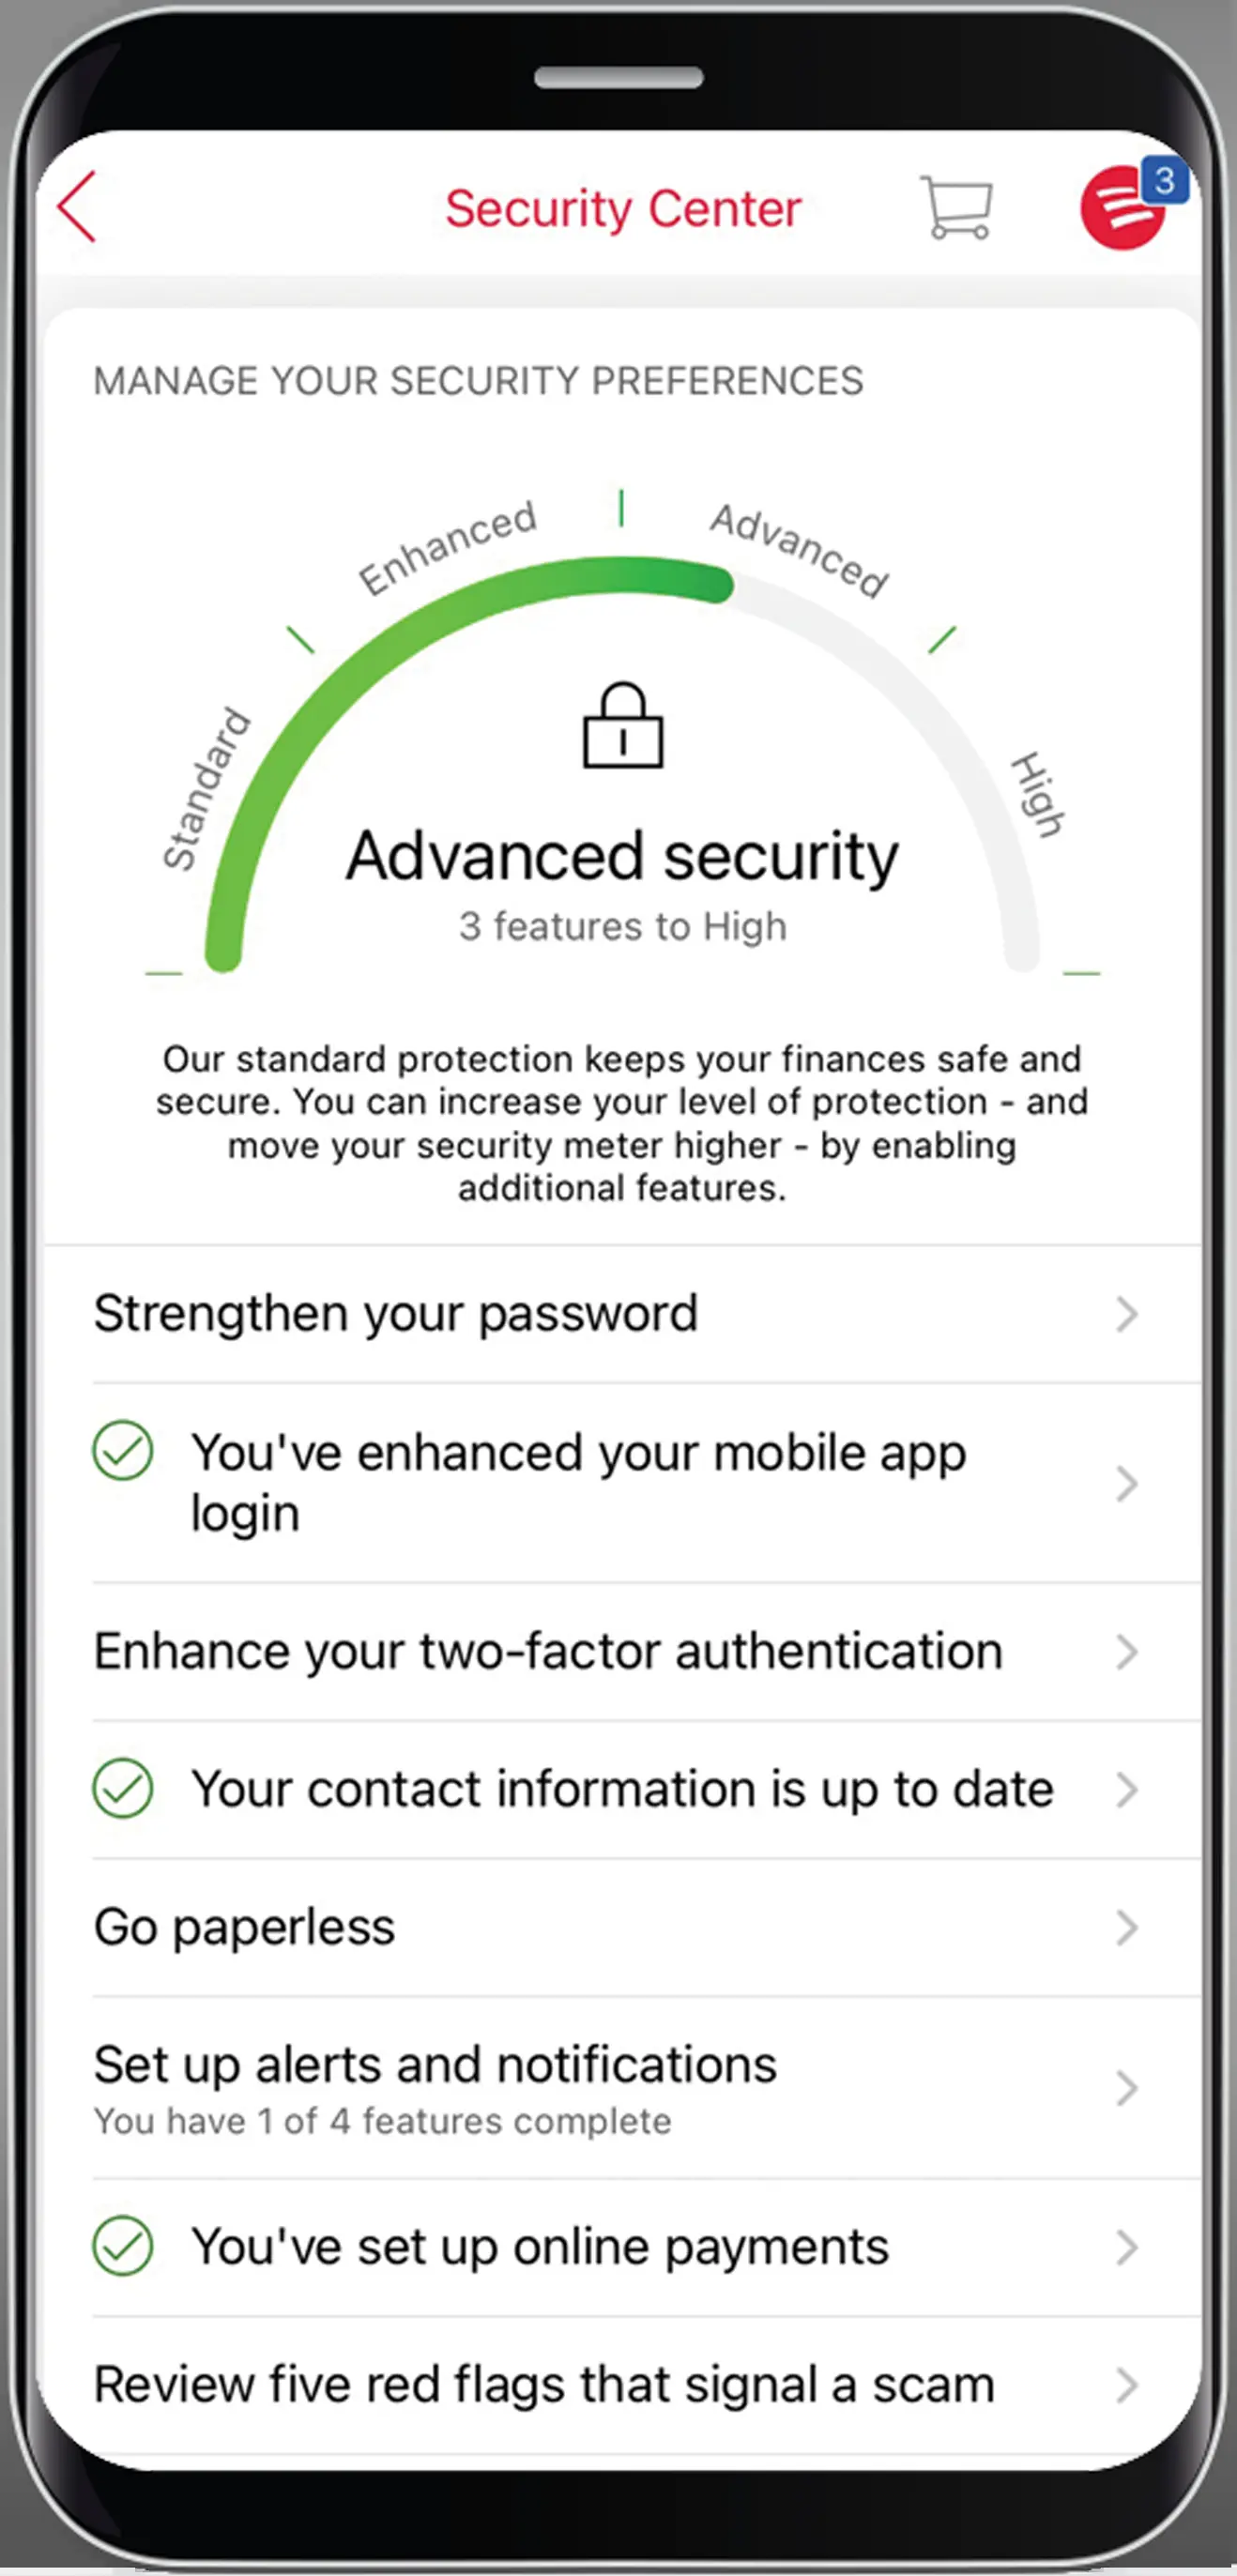 Security Center
3
MANAGE YOUR SECURITY PREFERENCES
Standard
Enhanced
Advanced
High
Advanced security
3 features to High
Our standard protection keeps your finances safe and
secure. You can increase your level of protection - and
move your security meter higher - by enabling
additional features.
Strengthen your password
You've enhanced your mobile app
login
Enhance your two-factor authentication
Your contact information is up to date
Go paperless
Set up alerts and notifications
You have 1 of 4 features complete
You've set up online payments
Review five red flags that signal a scam